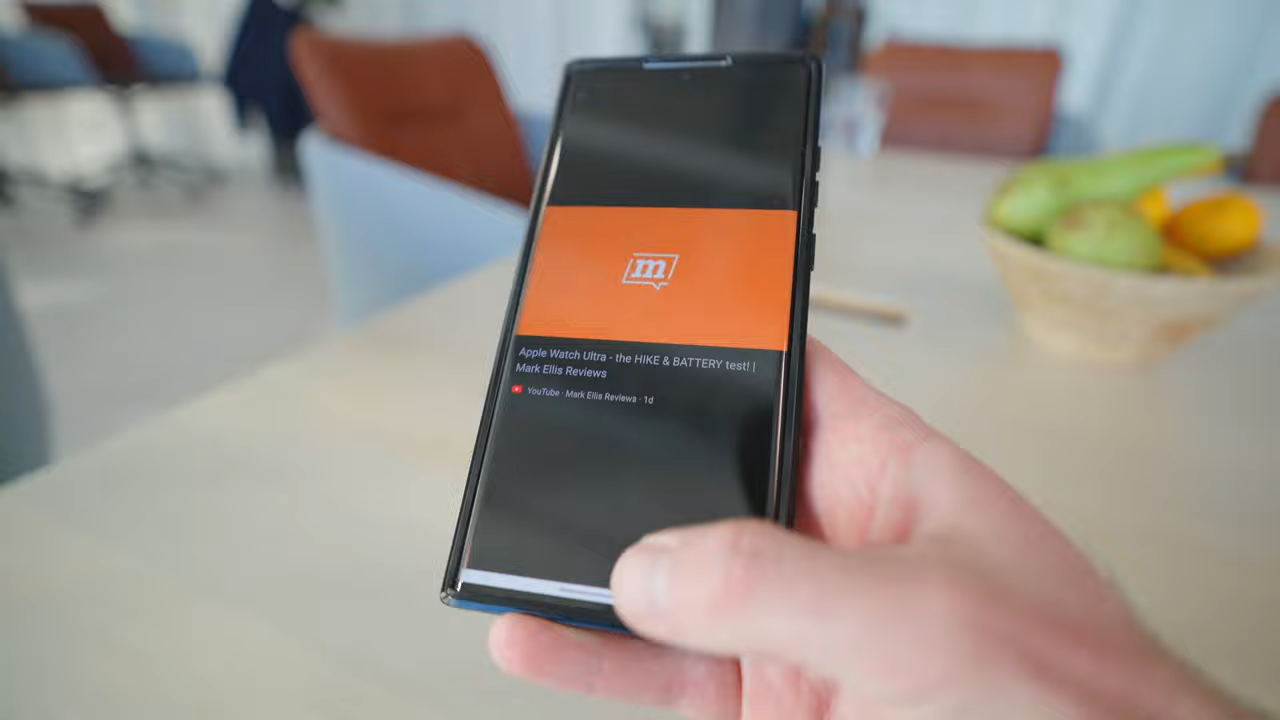 m
Apple Watch Ultra - the HIKE & BATTERY test! |
Mark Ellis Reviews
YouTube · Mark Ellis Reviews · 1d